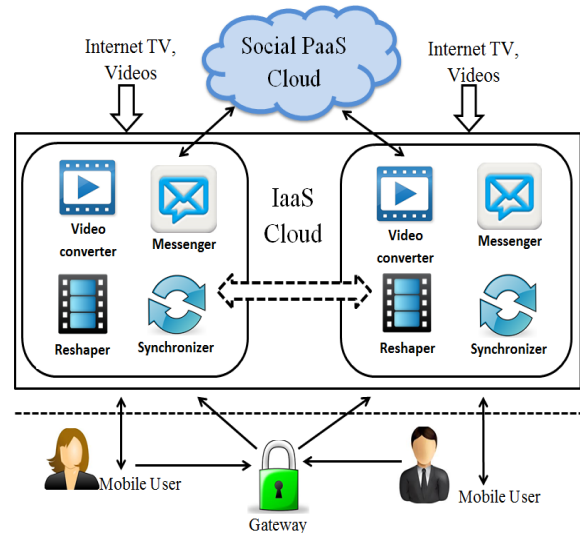 Internet TV,
Videos
Social PaaS
Cloud
Internet TV,
Videos
Video
converter
Messenger
Reshaper
Synchronizer
IaaS
Cloud
Video
converter
Messenger
Reshaper
Synchronizer
Mobile User
Gateway
Mobile User